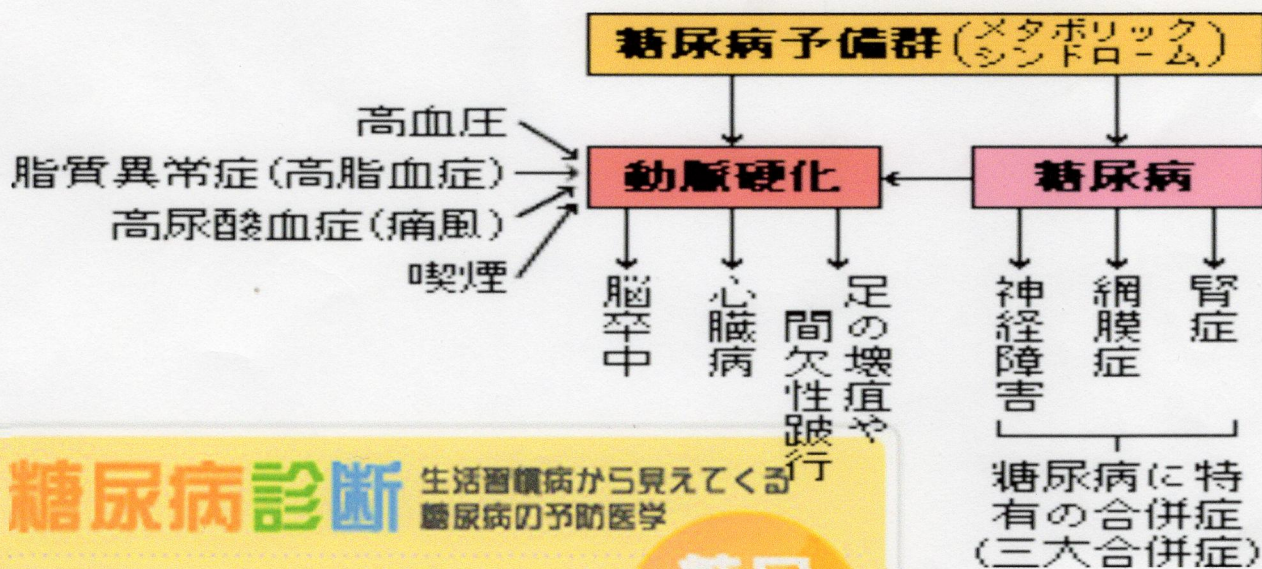 糖尿病予備群(メタボリックシンドローム)
高血圧
脂質異常症(高脂血症)
高尿酸血症(痛風)
喫煙
動脈硬化
糖尿病
脳卒中
心臓病
足の壊疽や
間欠性跛行
神経障害
網膜症
腎症
糖尿病に特
有の合併症
(三大合併症)
糖尿病診断
生活習慣病から見えてくる
糖尿病の予防医学